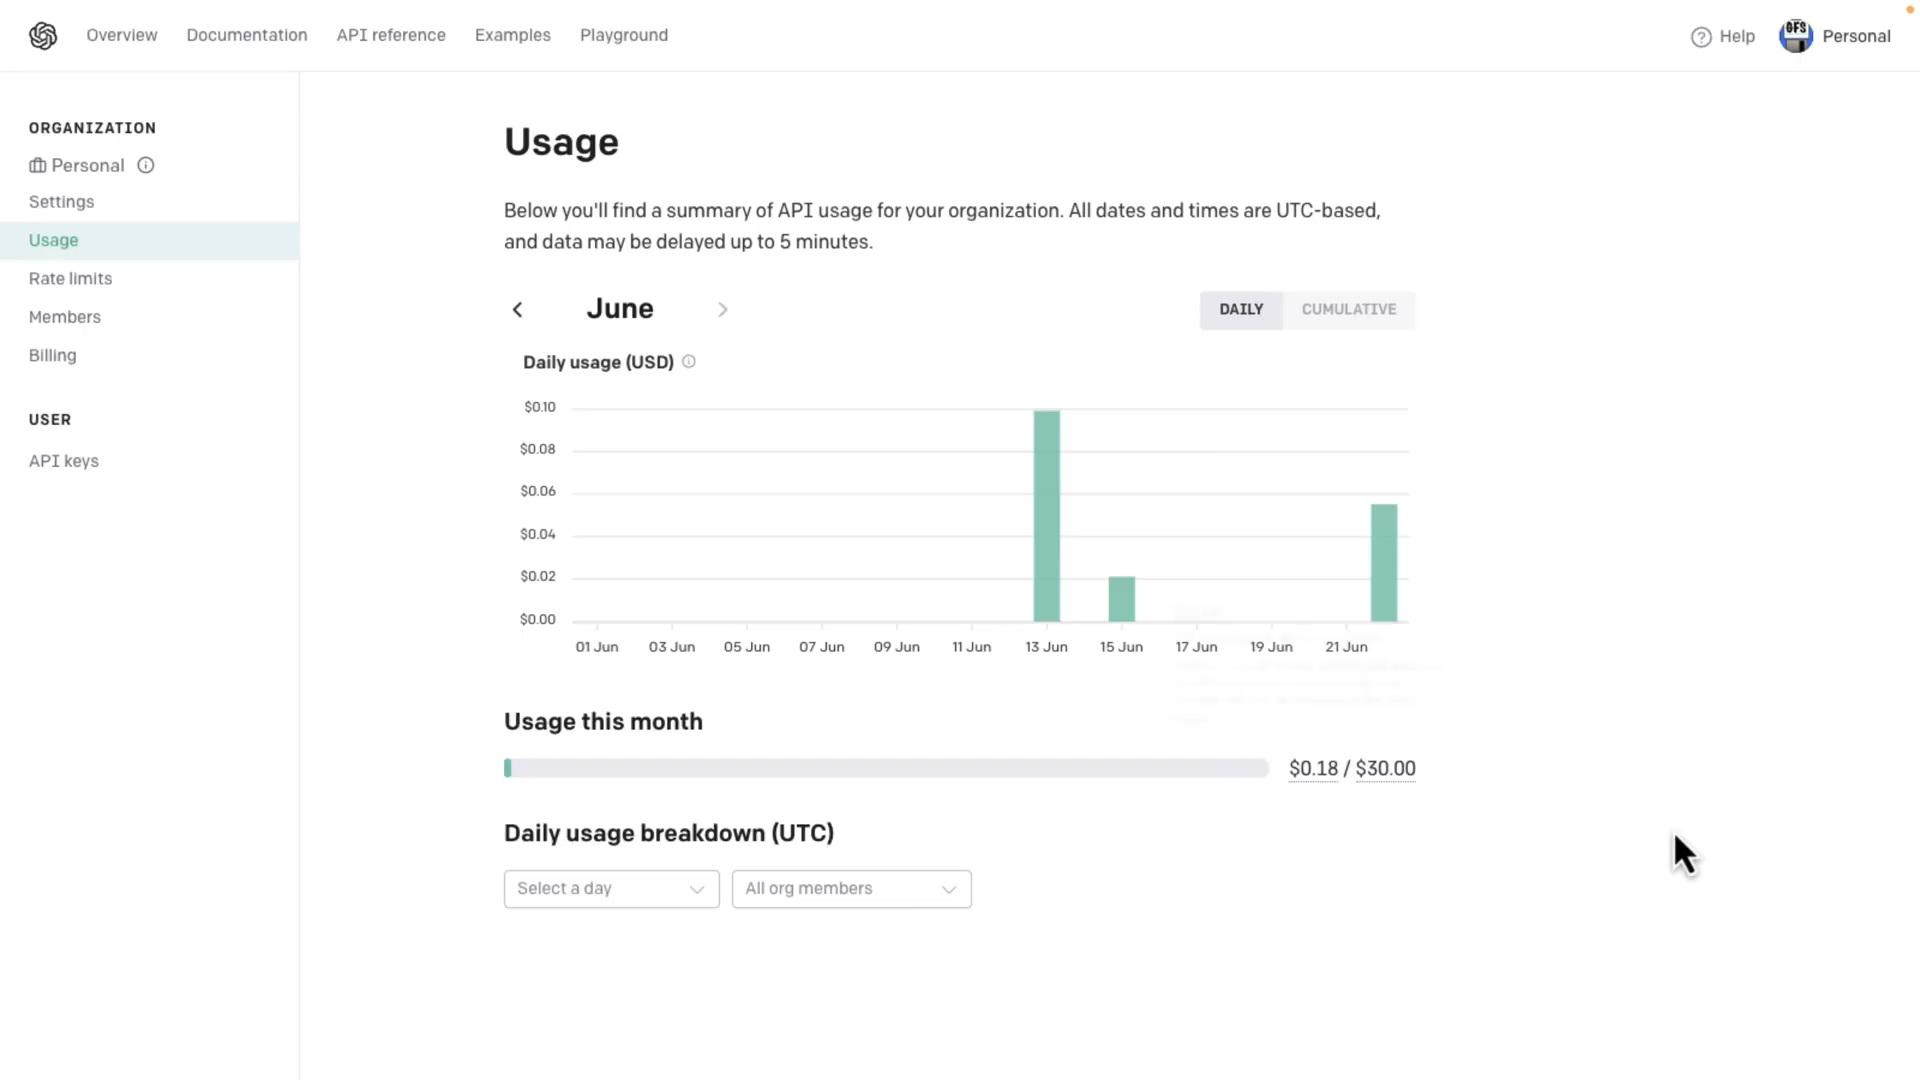 Overview Documentation API reference Examples Playground
Help GFS Personal
ORGANIZATION
Personal
Settings
Usage
Rate limits
Members
Billing
USER
API keys
Usage
Below you'll find a summary of API usage for your organization. All dates and times are UTC-based,
and data may be delayed up to 5 minutes.
June
DAILY CUMULATIVE
Daily usage (USD)
$0.10
$0.08
$0.06
$0.04
$0.02
$0.00
01 Jun 03 Jun 05 Jun 07 Jun 09 Jun 11 Jun 13 Jun 15 Jun 17 Jun 19 Jun 21 Jun
Usage this month
$0.18 / $30.00
Daily usage breakdown (UTC)
Select a day All org members